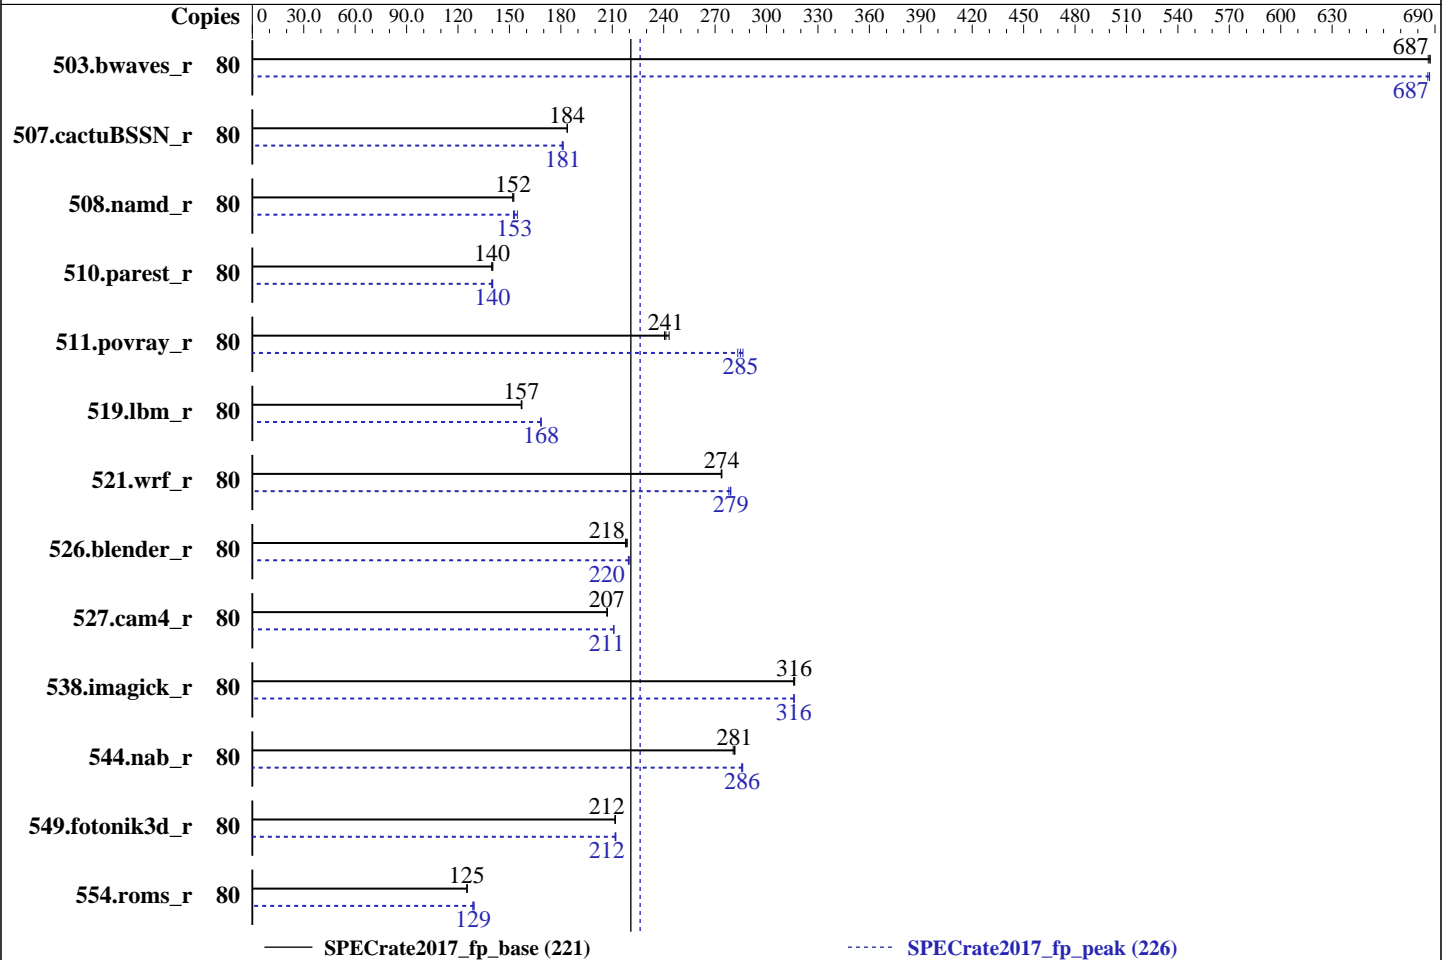 Copies 0 30.0 60.0 90.0 120 150 180 210 240 270 300 330 360 390 420 450 480 510 540 570 600 630 690
503.bwaves_r 80 687
687
507.cactuBSSN_r 80 184
181
508.namd_r 80 152
153
510.parest_r 80 140
140
511.povray_r 80 241
285
519.lbm_r 80 157
168
521.wrf_r 80 274
279
526.blender_r 80 218
220
527.cam4_r 80 207
211
538.imagick_r 80 316
316
544.nab_r 80 281
286
549.fotonik3d_r 80 212
212
554.roms_r 80 125
129
SPECrate2017_fp_base (221) SPECrate2017_fp_peak (226)